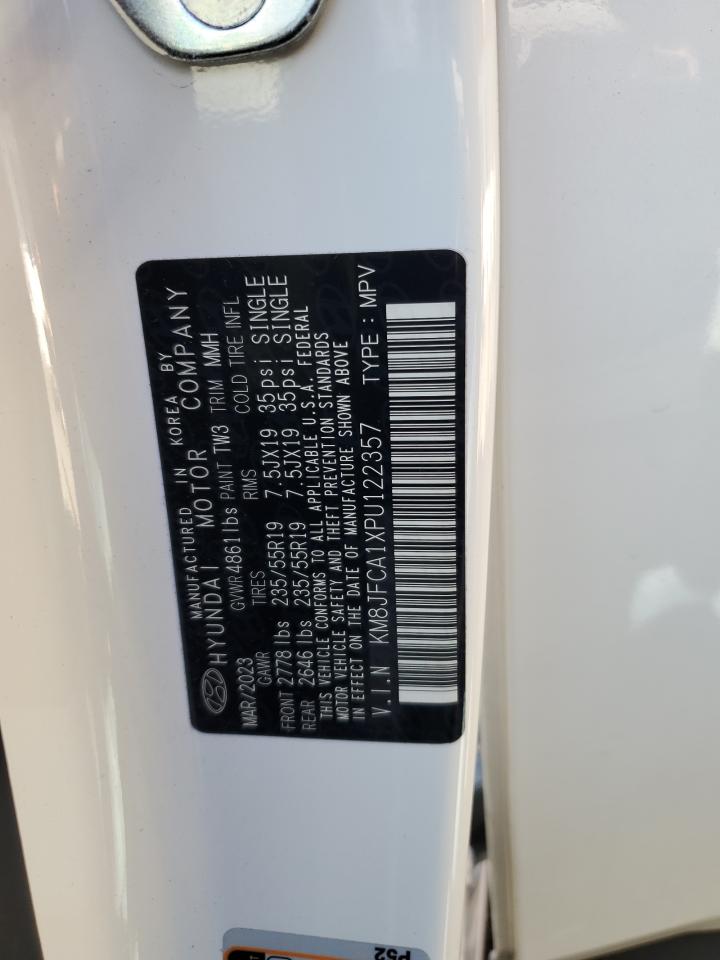 MANUFACTURED IN KOREA BY
HYUNDAI MOTOR COMPANY
MAR/2023 GVWR 4861 lbs PAINT TW3 TRIM MMH
GAWR TIRES RIMS COLD TIRE INFL
FRONT 2778 lbs 235/55R19 7.5JX19 35psi SINGLE
REAR 2646 lbs 235/55R19 7.5JX19 35psi SINGLE
THIS VEHICLE CONFORMS TO ALL APPLICABLE U.S.A. FEDERAL
MOTOR VEHICLE SAFETY AND THEFT PREVENTION STANDARDS
IN EFFECT ON THE DATE OF MANUFACTURE SHOWN ABOVE
V.I.N KM8JFCA1XPU122357 TYPE : MPV
P52